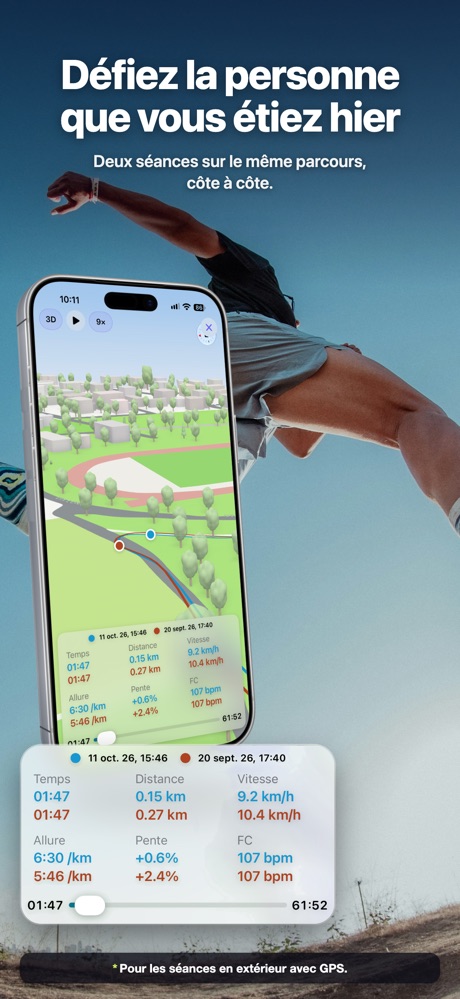 Défiez la personne
que vous étiez hier
Deux séances sur le même parcours,
côte à côte.
10:11
86
3D
9x
11 oct. 26, 15:46 20 sept. 26, 17:40
Temps Distance Vitesse
01:47 0.15 km 9.2 km/h
01:47 0.27 km 10.4 km/h
Allure Pente FC
6:30 /km +0.6% 107 bpm
5:46 /km +2.4% 107 bpm
01:47 61:52
11 oct. 26, 15:46 20 sept. 26, 17:40
Temps Distance Vitesse
01:47 0.15 km 9.2 km/h
01:47 0.27 km 10.4 km/h
Allure Pente FC
6:30 /km +0.6% 107 bpm
5:46 /km +2.4% 107 bpm
01:47 61:52
*Pour les séances en extérieur avec GPS.